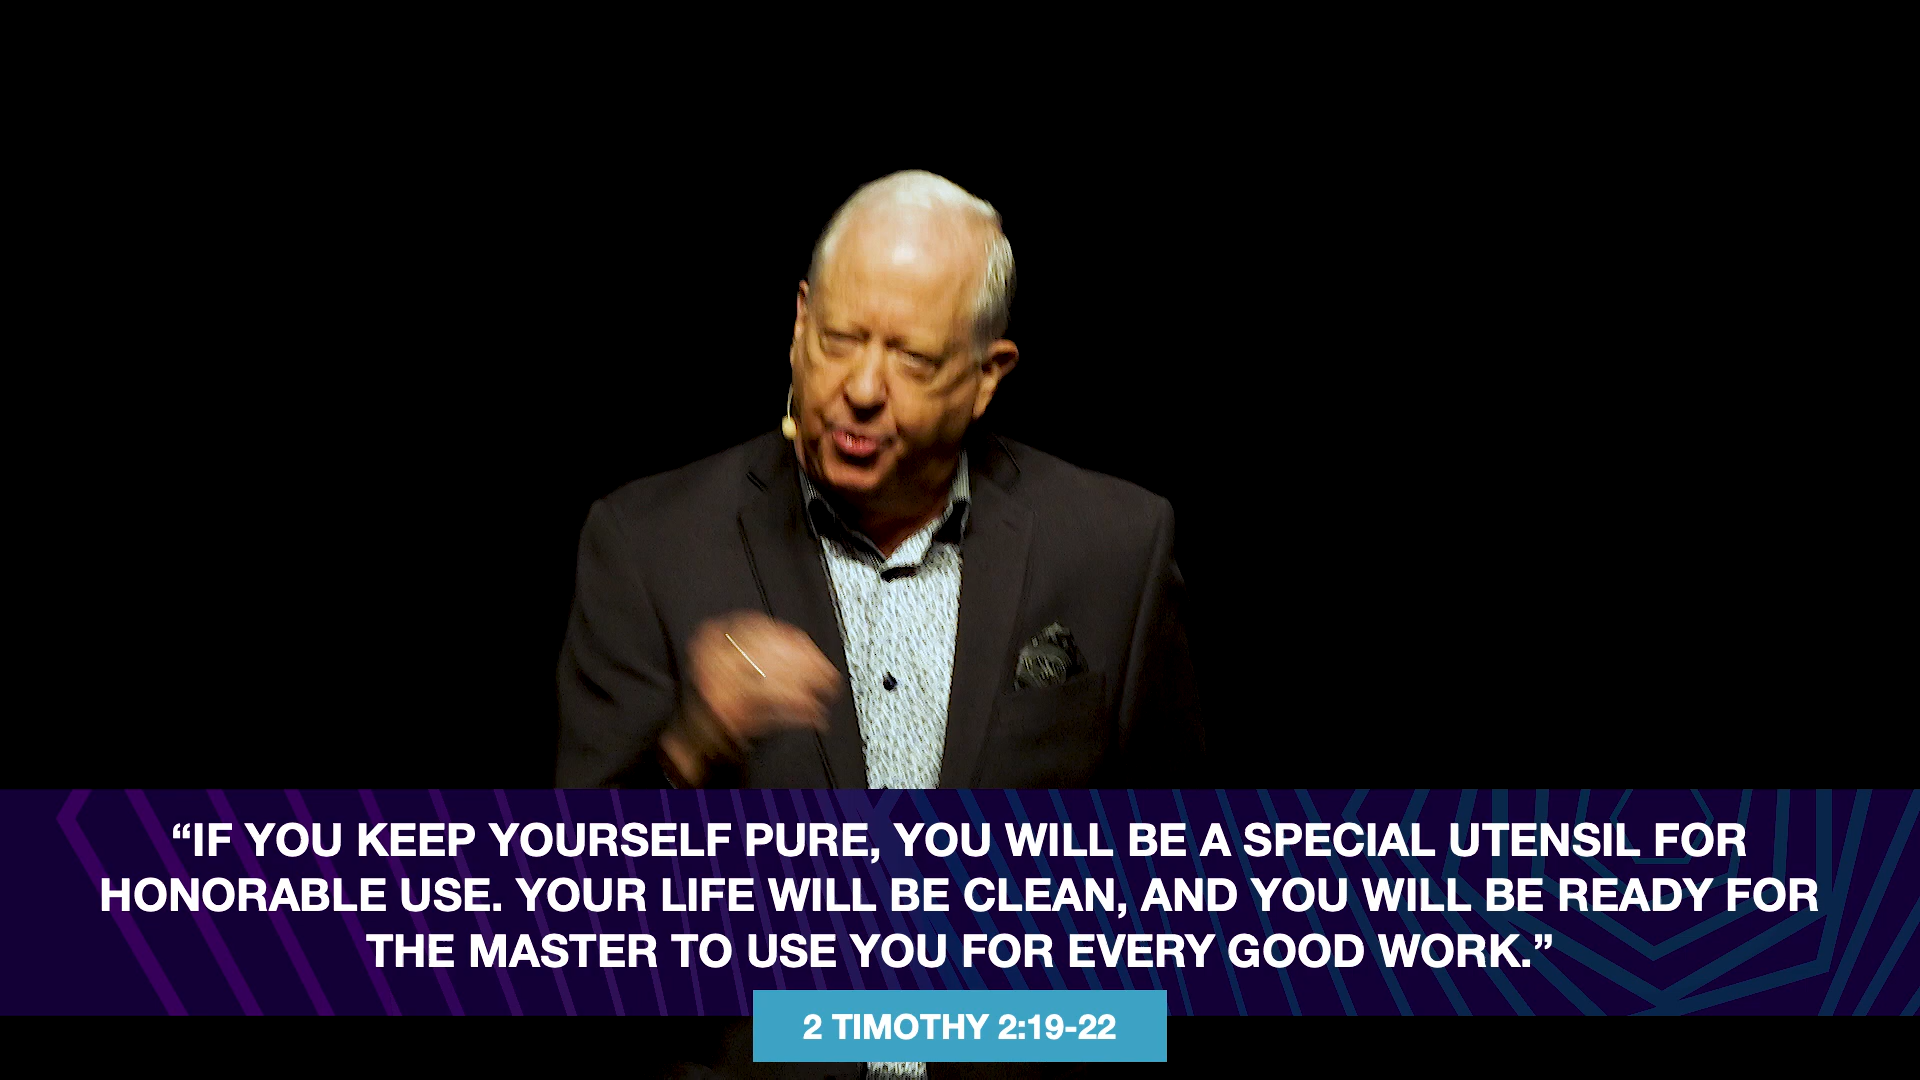 “IF YOU KEEP YOURSELF PURE, YOU WILL BE A SPECIAL UTENSIL FOR
HONORABLE USE. YOUR LIFE WILL BE CLEAN, AND YOU WILL BE READY FOR
THE MASTER TO USE YOU FOR EVERY GOOD WORK.”
2 TIMOTHY 2:19-22